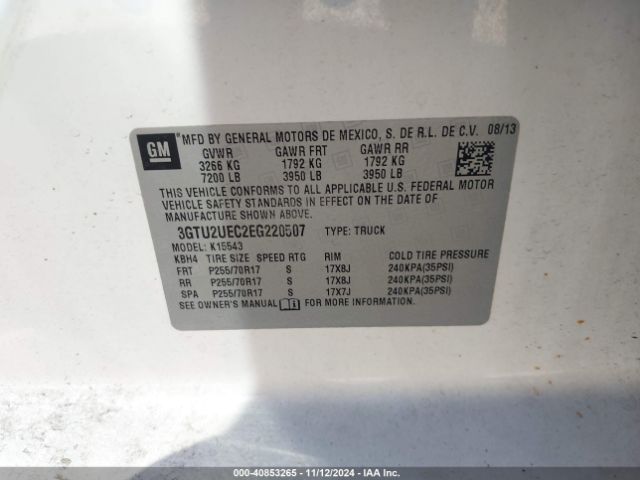 GM
*MFD BY GENERAL MOTORS DE MEXICO, S. DE R.L. DE C.V. 08/13
GVWR GAWR FRT GAWR RR
3266 KG 1792 KG 1792 KG
7200 LB 3950 LB 3950 LB
THIS VEHICLE CONFORMS TO ALL APPLICABLE U.S. FEDERAL MOTOR
VEHICLE SAFETY STANDARDS IN EFFECT ON THE DATE OF
MANUFACTURE SHOWN ABOVE.
3GTU2UEC2EG220507 TYPE: TRUCK
MODEL: K15543
KBH4 TIRE SIZE SPEED RTG RIM COLD TIRE PRESSURE
FRT P255/70R17 S 17X8J 240KPA(35PSI)
RR P255/70R17 S 17X8J 240KPA(35PSI)
SPA P255/70R17 S 17X7J 240KPA(35PSI)
SEE OWNER'S MANUAL FOR MORE INFORMATION.
000-40853265 - 11/12/2024 - IAA Inc.